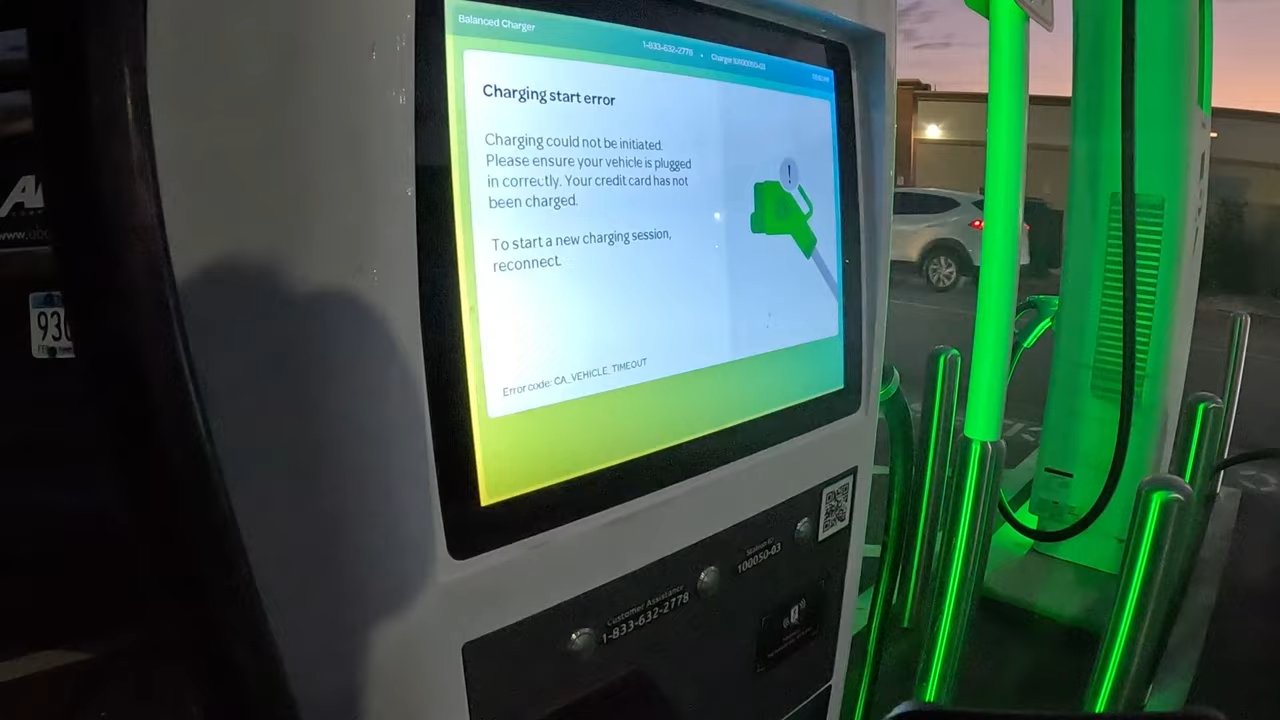 Balanced Charger
1-833-632-2778
Charging start error
Charging could not be initiated.
Please ensure your vehicle is plugged
in correctly. Your credit card has not
been charged.
To start a new charging session,
reconnect.
Error code: CA_VEHICLE_TIMEOUT
!
Customer Assistance
1-833-632-2778
Station ID
100050-03
930